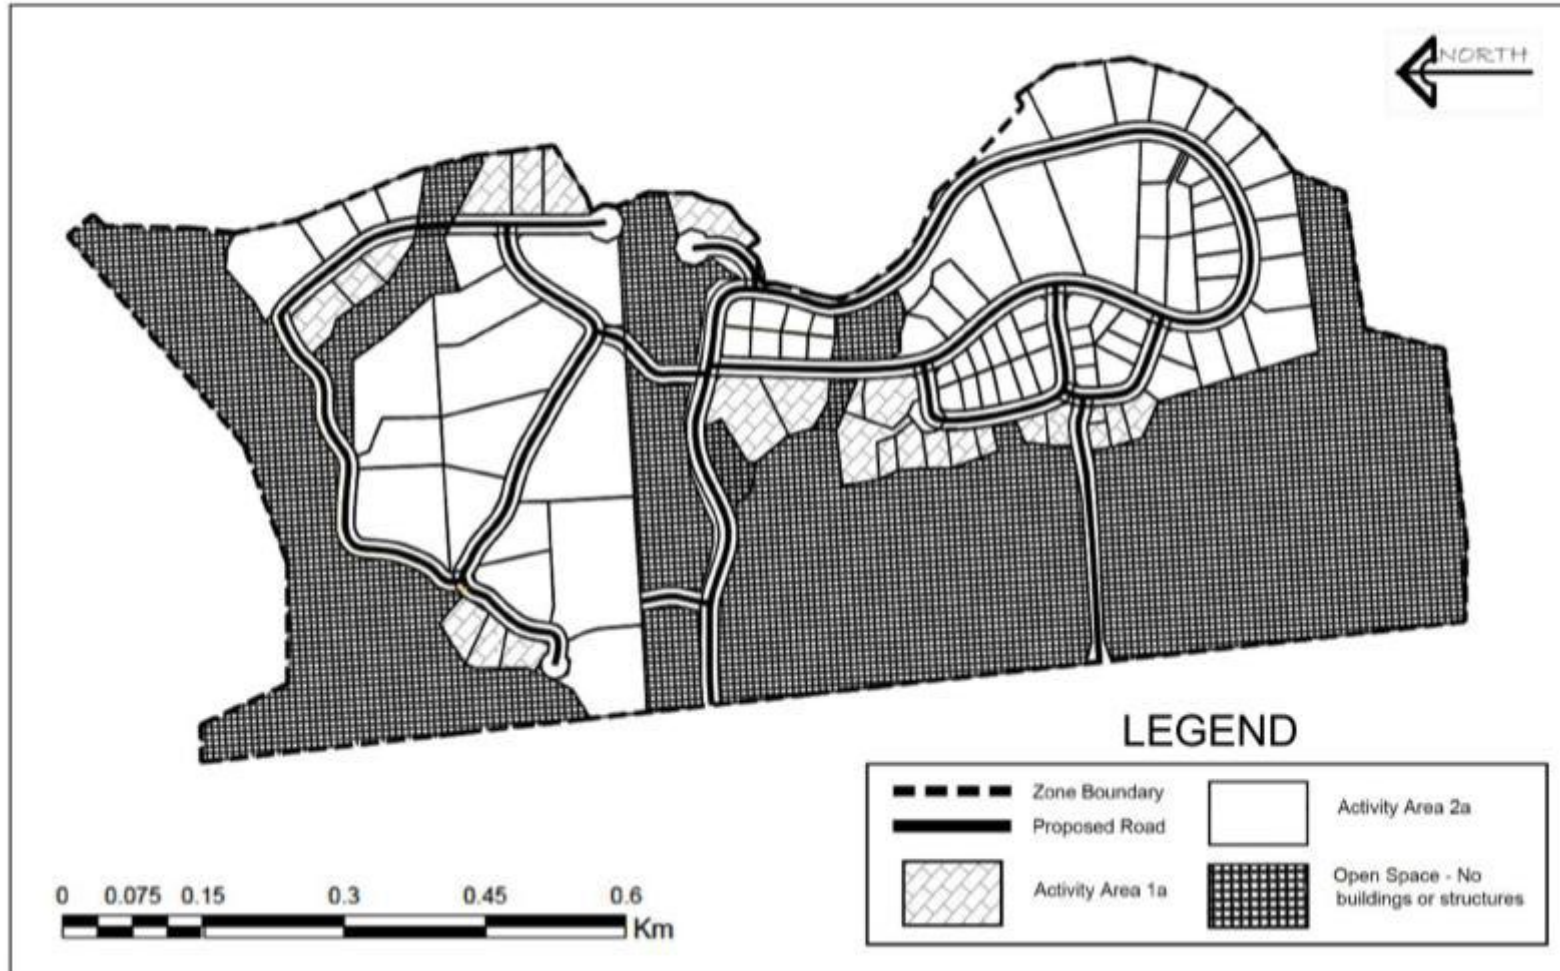 NORTH
LEGEND
Zone Boundary
Proposed Road
Activity Area 1a
Activity Area 2a
Open Space - No
buildings or structures
0 0.075 0.15 0.3 0.45 0.6
Km